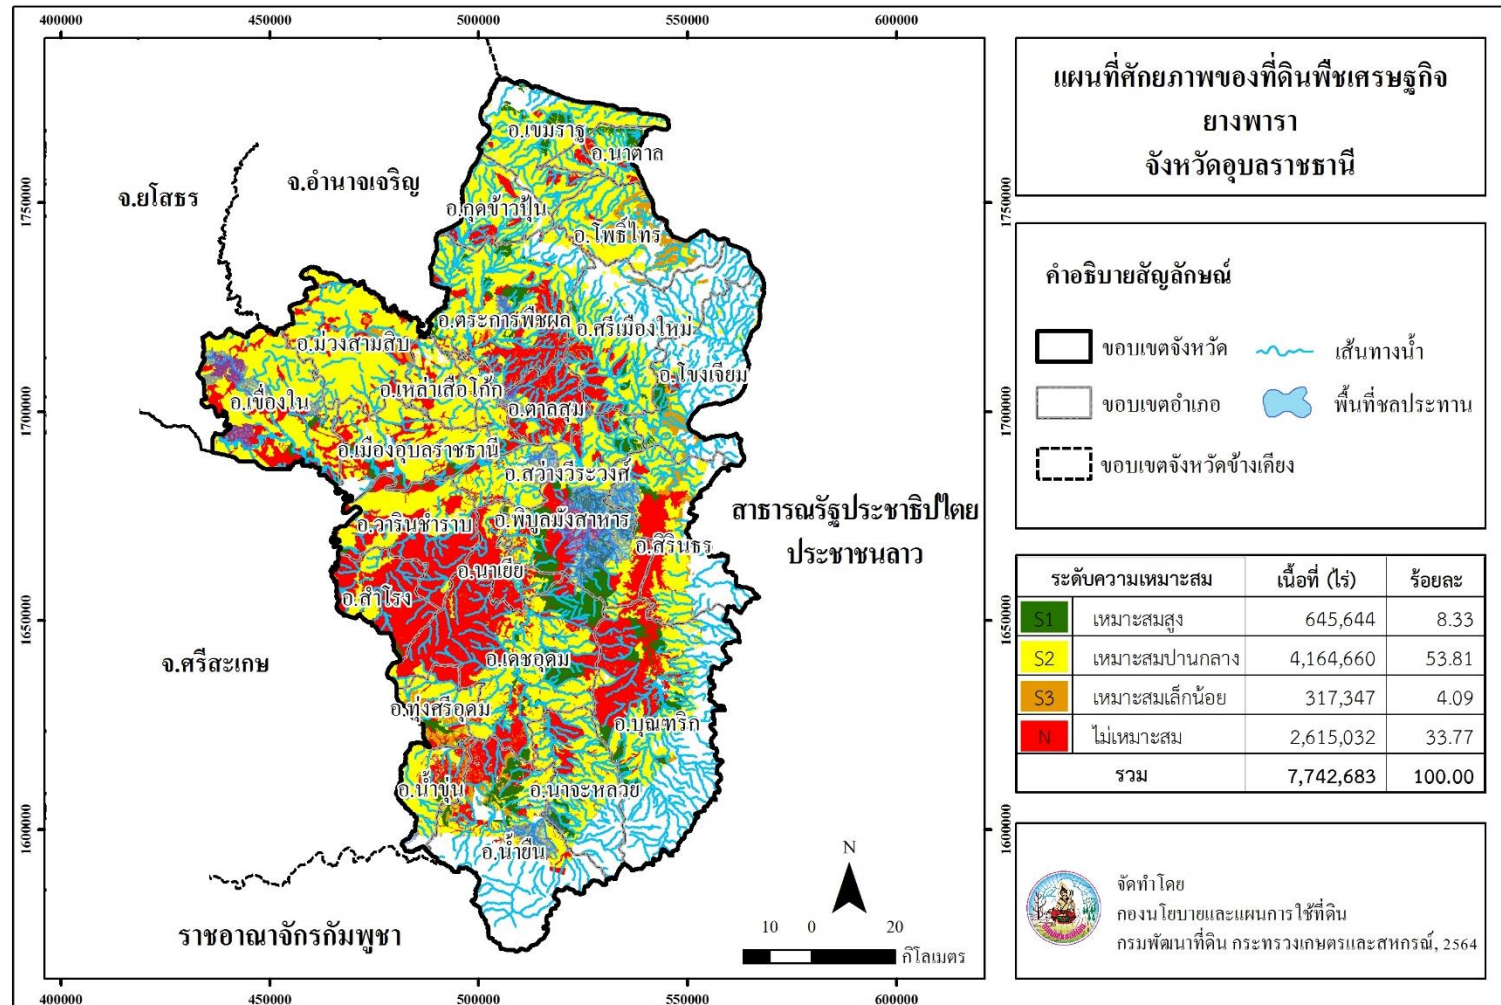 แผนที่ศักยภาพของที่ดินพืชเศรษฐกิจ
ยางพารา
จังหวัดอุบลราชธานี
400000 450000 500000 550000 600000
1750000 1750000
1700000 1700000
1650000 1650000
1600000 1600000
400000 450000 500000 550000 600000
จ.ยโสธร
จ.อำนาจเจริญ
จ.ศรีสะเกษ
ราชอาณาจักรกัมพูชา
สาธารณรัฐประชาธิปไตย
ประชาชนลาว
อ.เขมราฐ
อ.นาตาล
อ.กุดข้าวปุ้น
อ.โพธิ์ไทร
อ.ตระการพืชผล
อ.ศรีเมืองใหม่
อ.ม่วงสามสิบ
อ.โขงเจียม
อ.เหล่าเสือโก้ก
อ.เขื่องใน
อ.ตาลสุม
อ.เมืองอุบลราชธานี
อ.สว่างวีระวงศ์
อ.วารินชำราบ
อ.พิบูลมังสาหาร
อ.สิรินธร
อ.นาเยีย
อ.สำโรง
อ.เดชอุดม
อ.ทุ่งศรีอุดม
อ.บุณฑริก
อ.น้ำขุ่น
อ.นาจะหลวย
อ.น้ำยืน
N
10 0 20
กิโลเมตร
คำอธิบายสัญลักษณ์
ขอบเขตจังหวัด เส้นทางน้ำ
ขอบเขตอำเภอ พื้นที่ชลประทาน
ขอบเขตจังหวัดข้างเคียง
ระดับความเหมาะสม เนื้อที่ (ไร่) ร้อยละ
S1 เหมาะสมสูง 645,644 8.33
S2 เหมาะสมปานกลาง 4,164,660 53.81
S3 เหมาะสมเล็กน้อย 317,347 4.09
N ไม่เหมาะสม 2,615,032 33.77
รวม 7,742,683 100.00
จัดทำโดย
กองนโยบายและแผนการใช้ที่ดิน
กรมพัฒนาที่ดิน กระทรวงเกษตรและสหกรณ์, 2564